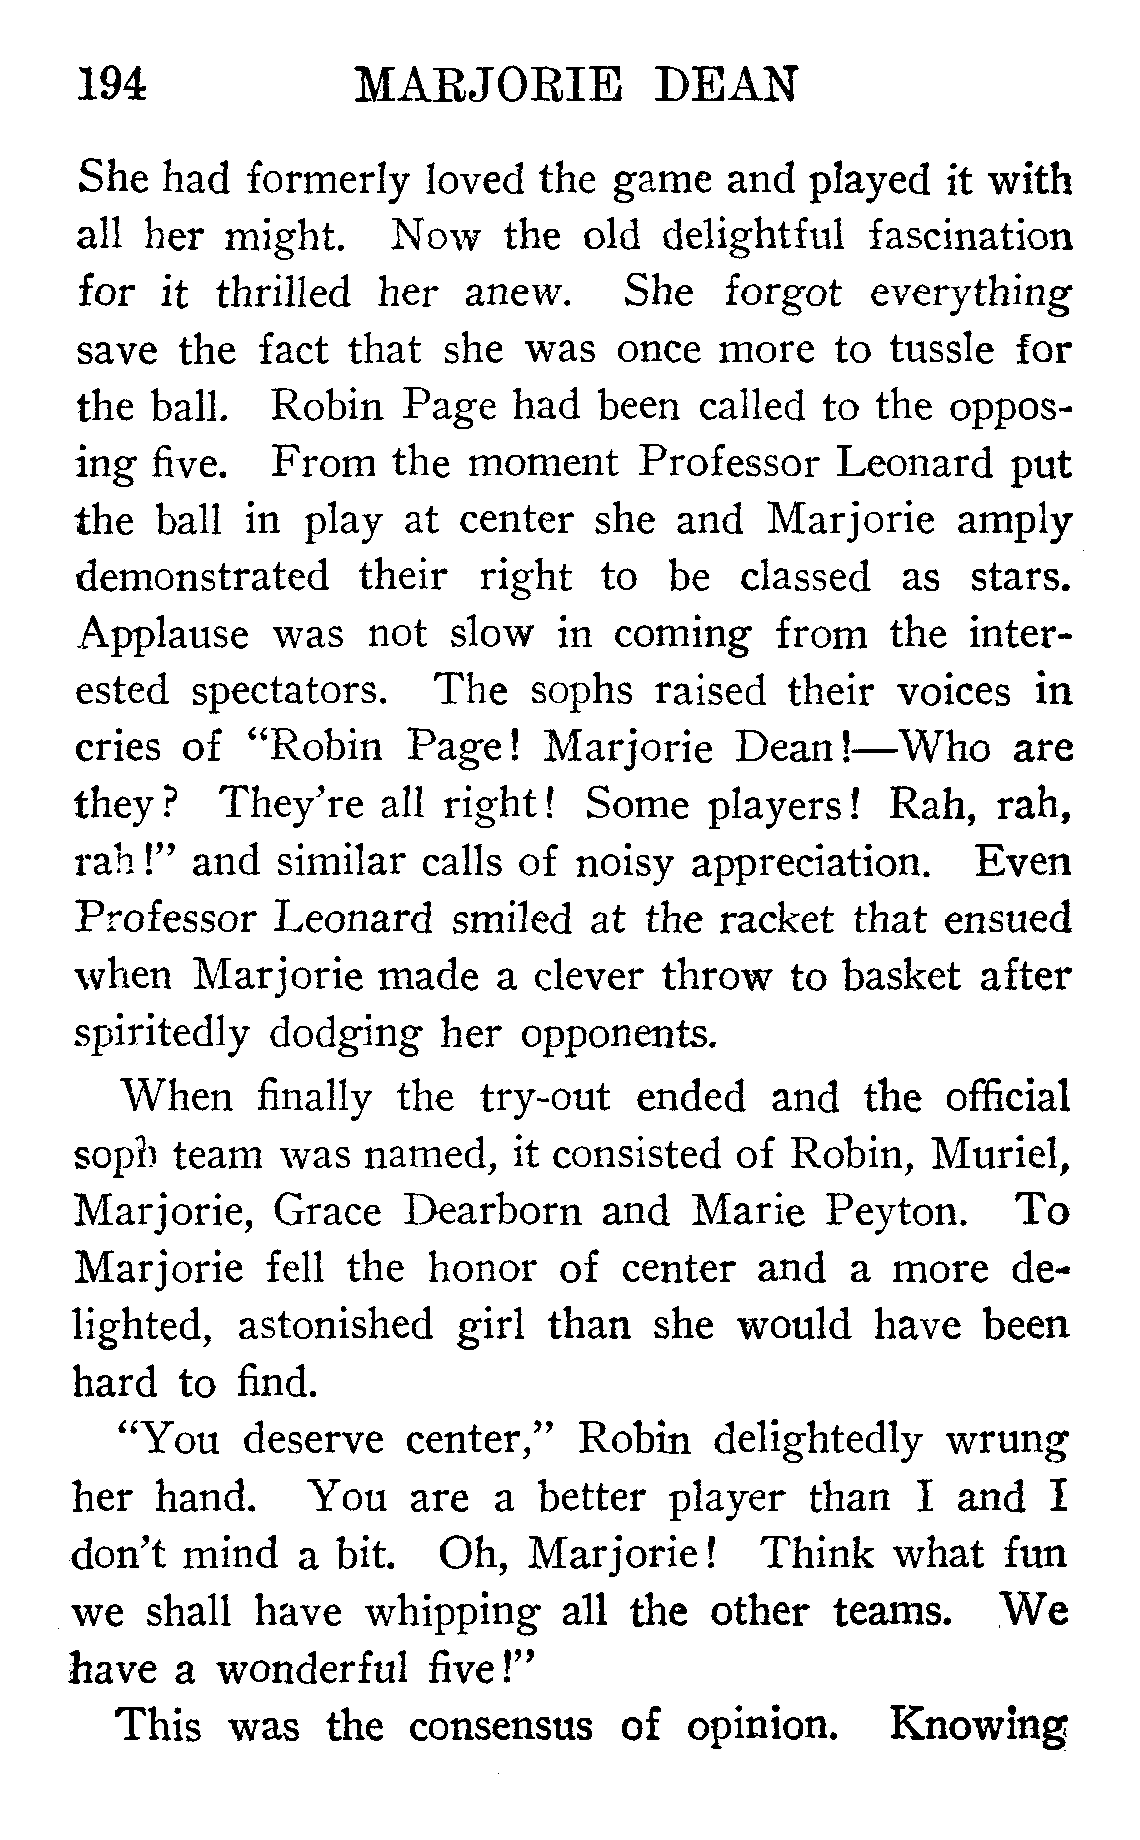 194 MARJORIE DEAN
She had formerly loved the game and played it with
all her might. Now the old delightful fascination
for it thrilled her anew. She forgot everything
save the fact that she was once more to tussle for
the ball. Robin Page had been called to the oppos-
ing five. From the moment Professor Leonard put
the ball in play at center she and Marjorie amply
demonstrated their right to be classed as stars.
Applause was not slow in coming from the inter-
ested spectators. The sophs raised their voices in
cries of “Robin Page! Marjorie Dean!—Who are
they? They’re all right! Some players! Rah, rah,
rah!” and similar calls of noisy appreciation. Even
Professor Leonard smiled at the racket that ensued
when Marjorie made a clever throw to basket after
spiritedly dodging her opponents.
When finally the try-out ended and the official
soph team was named, it consisted of Robin, Muriel,
Marjorie, Grace Dearborn and Marie Peyton. To
Marjorie fell the honor of center and a more de-
lighted, astonished girl than she would have been
hard to find.
“You deserve center,” Robin delightedly wrung
her hand. You are a better player than I and I
don’t mind a bit. Oh, Marjorie! Think what fun
we shall have whipping all the other teams. We
have a wonderful five!”
This was the consensus of opinion. Knowing